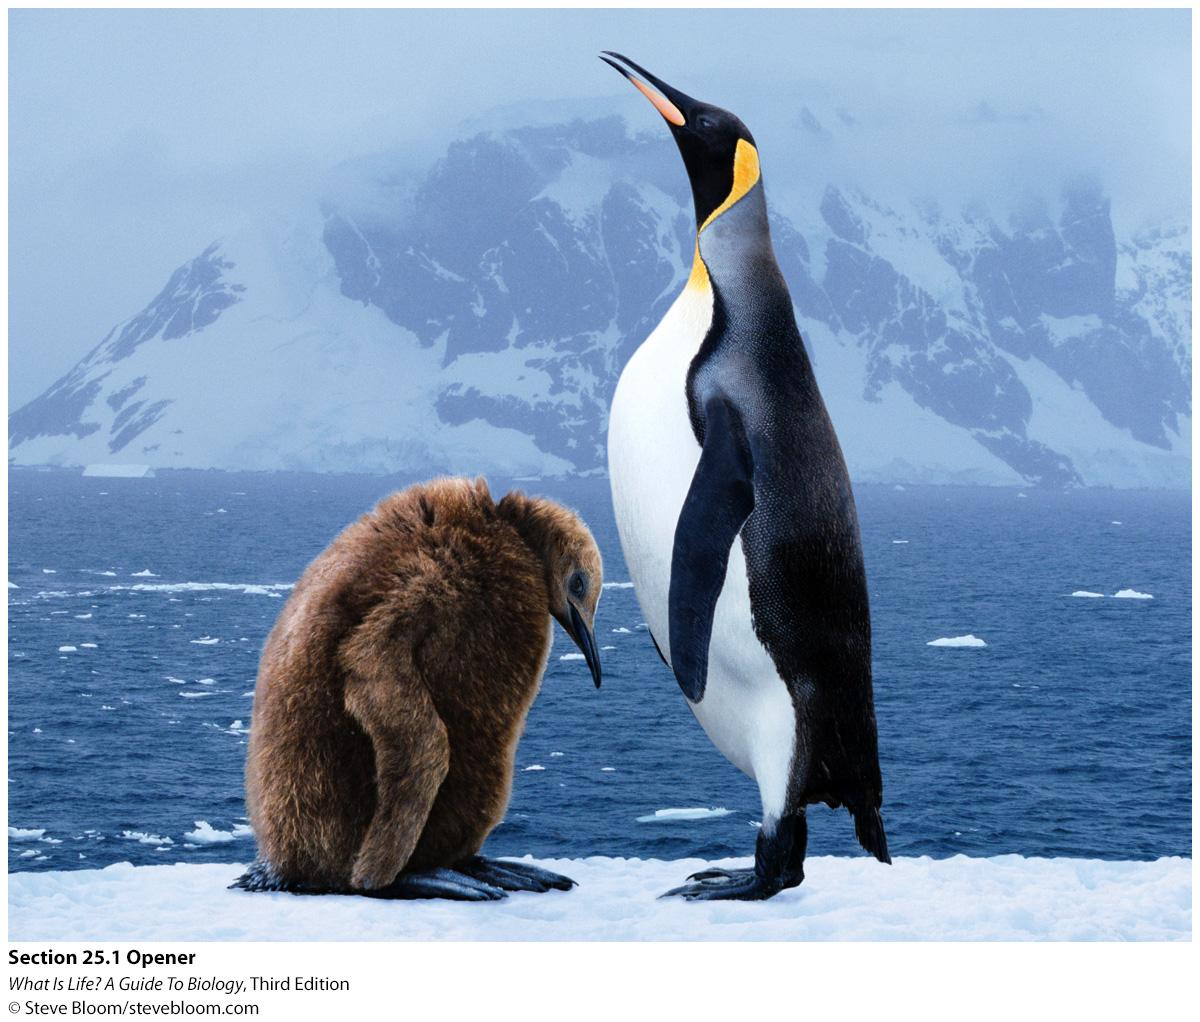 Section 25.1 Opener
What Is Life? A Guide To Biology, Third Edition
© Steve Bloom/stevebloom.com